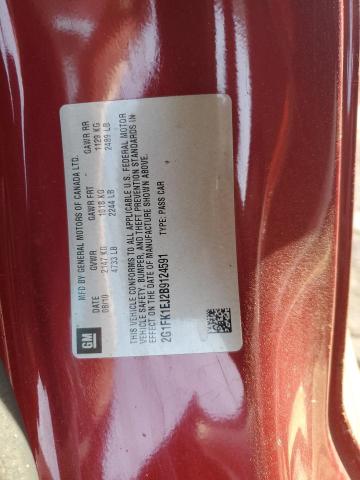 GM
MFD BY GENERAL MOTORS OF CANADA LTD.
DATE GVWR GAWR FRT GAWR RR
08/10 2147 KG 1018 KG 1129 KG
4733 LB 2244 LB 2489 LB
THIS VEHICLE CONFORMS TO ALL APPLICABLE U.S. FEDERAL MOTOR
VEHICLE SAFETY, BUMPER, AND THEFT PREVENTION STANDARDS IN
EFFECT ON THE DATE OF MANUFACTURE SHOWN ABOVE.
2G1FK1EJ2B9124591 TYPE: PASS CAR